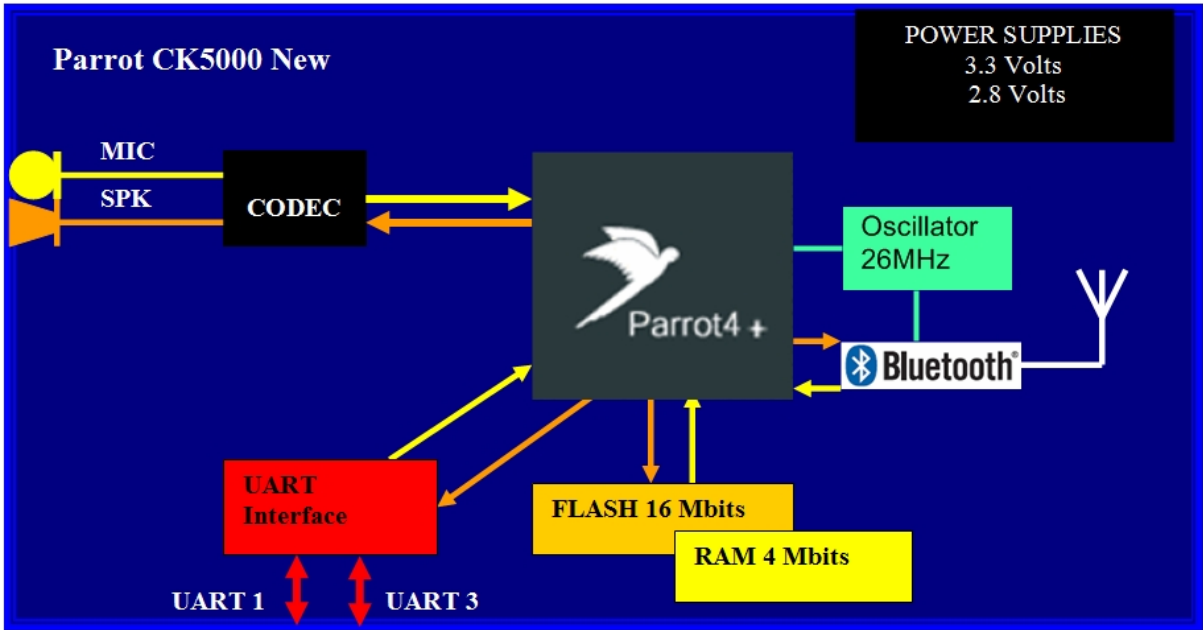 Parrot CK5000 New
POWER SUPPLIES
3.3 Volts
2.8 Volts
MIC
SPK
CODEC
Parrot4 +
Oscillator
26MHz
Bluetooth®
UART
Interface
FLASH 16 Mbits
RAM 4 Mbits
UART 1
UART 3